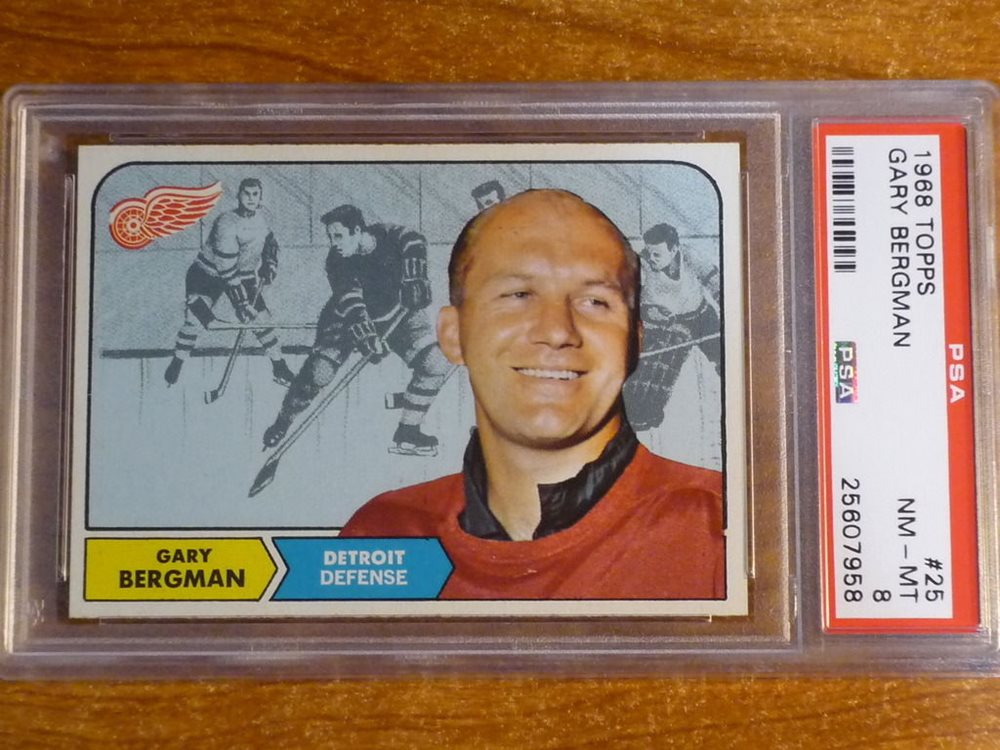 GARY
BERGMAN
DETROIT
DEFENSE
1968 TOPPS
GARY BERGMAN
#25
NM-MT
8
PSA
25607958
PSA